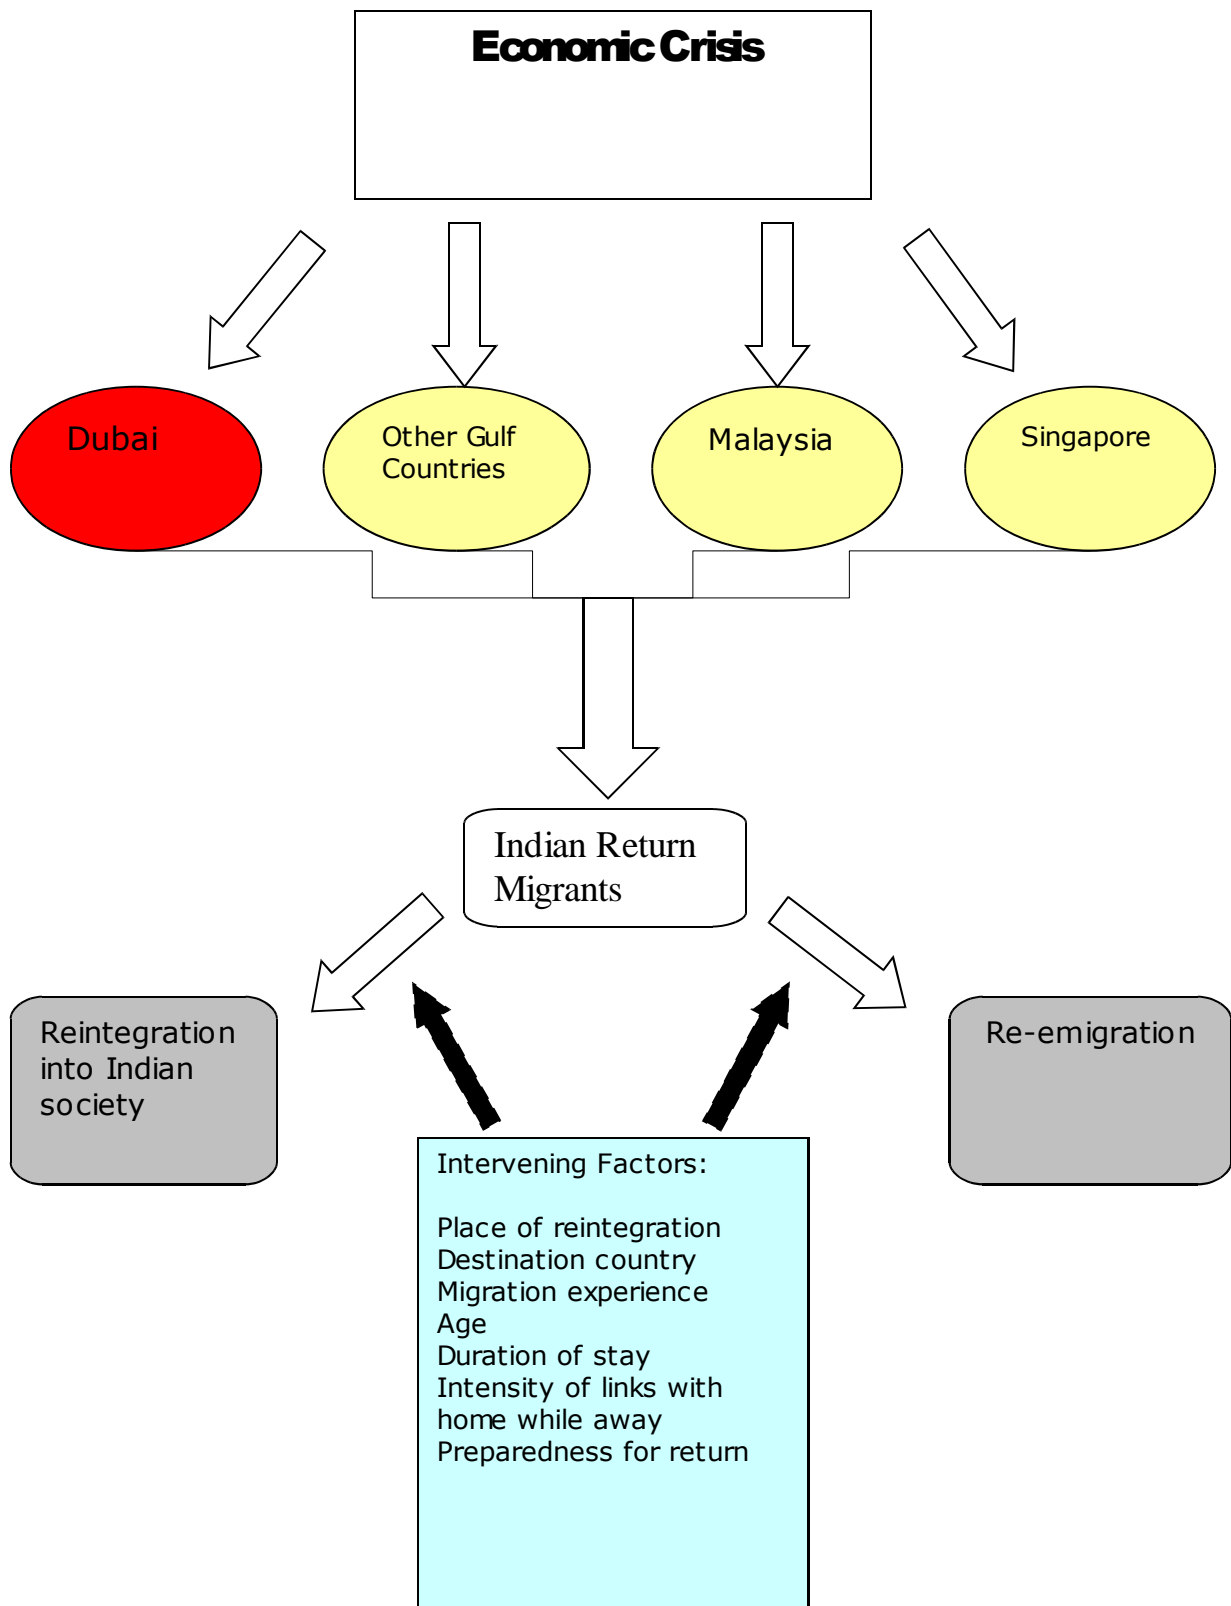 Economic Crisis
Dubai
Other Gulf
Countries
Malaysia
Singapore
Indian Return
Migrants
Reintegration
into Indian
society
Re-emigration
Intervening Factors:
Place of reintegration
Destination country
Migration experience
Age
Duration of stay
Intensity of links with
home while away
Preparedness for return